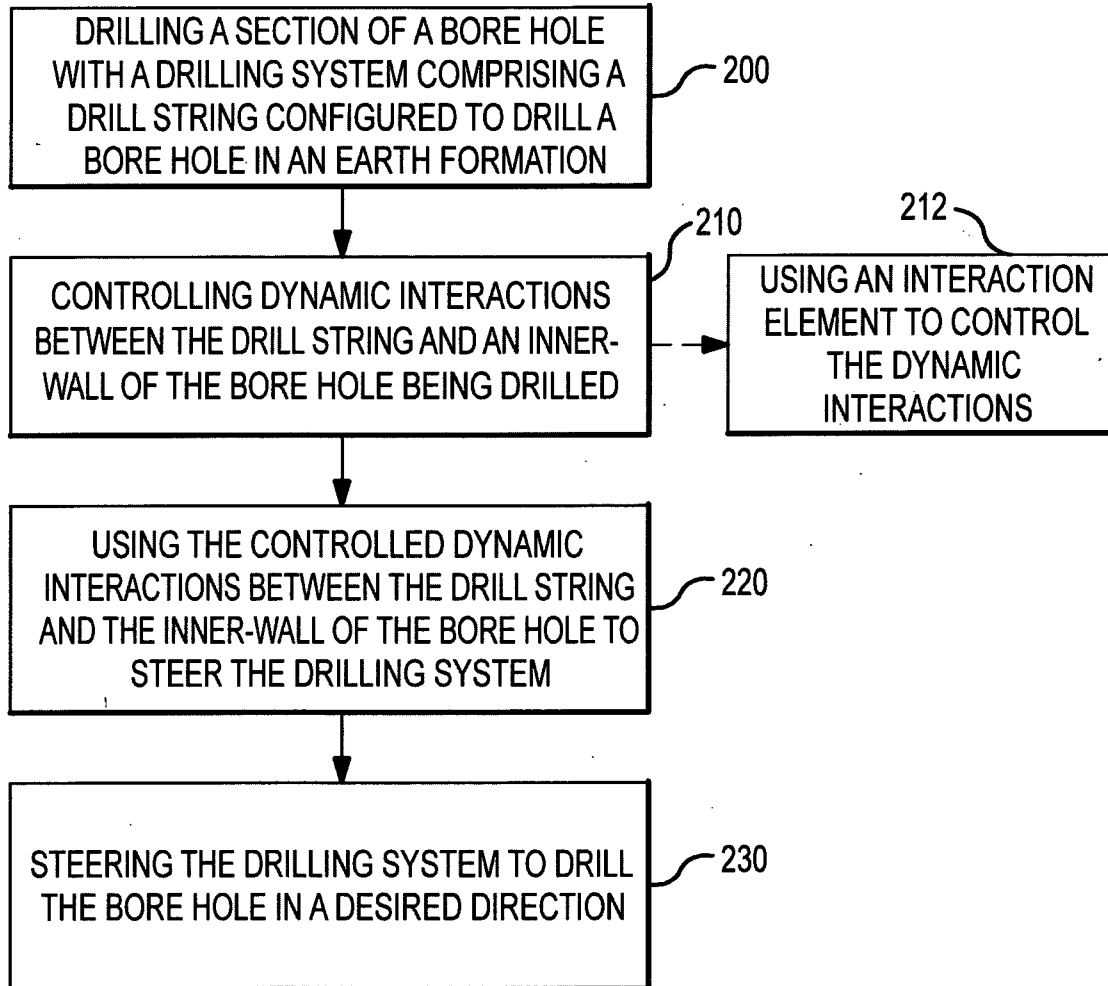 DRILLING A SECTION OF A BORE HOLE
WITH A DRILLING SYSTEM COMPRISING A
DRILL STRING CONFIGURED TO DRILL A
BORE HOLE IN AN EARTH FORMATION
200
210
CONTROLLING DYNAMIC INTERACTIONS
BETWEEN THE DRILL STRING AND AN INNER-
WALL OF THE BORE HOLE BEING DRILLED
212
USING AN INTERACTION
ELEMENT TO CONTROL
THE DYNAMIC
INTERACTIONS
USING THE CONTROLLED DYNAMIC
INTERACTIONS BETWEEN THE DRILL STRING
AND THE INNER-WALL OF THE BORE HOLE TO
STEER THE DRILLING SYSTEM
220
STEERING THE DRILLING SYSTEM TO DRILL
THE BORE HOLE IN A DESIRED DIRECTION
230